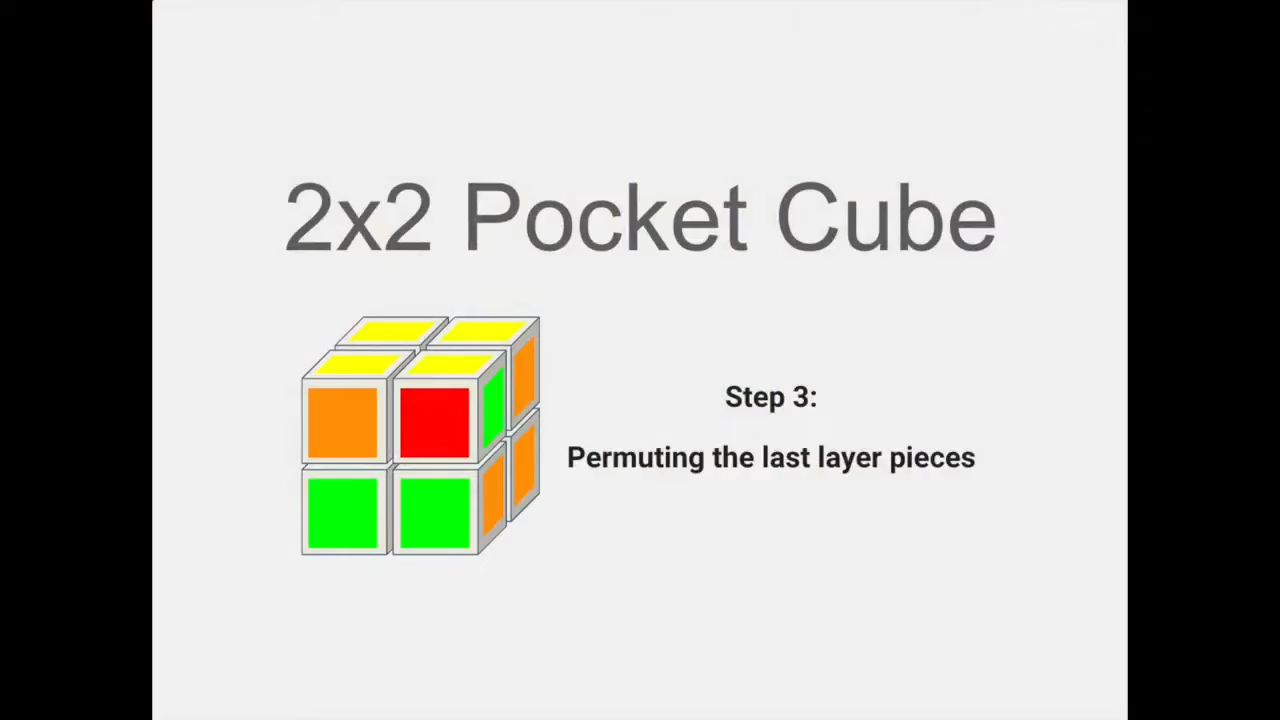 2x2 Pocket Cube
Step 3:
Permuting the last layer pieces